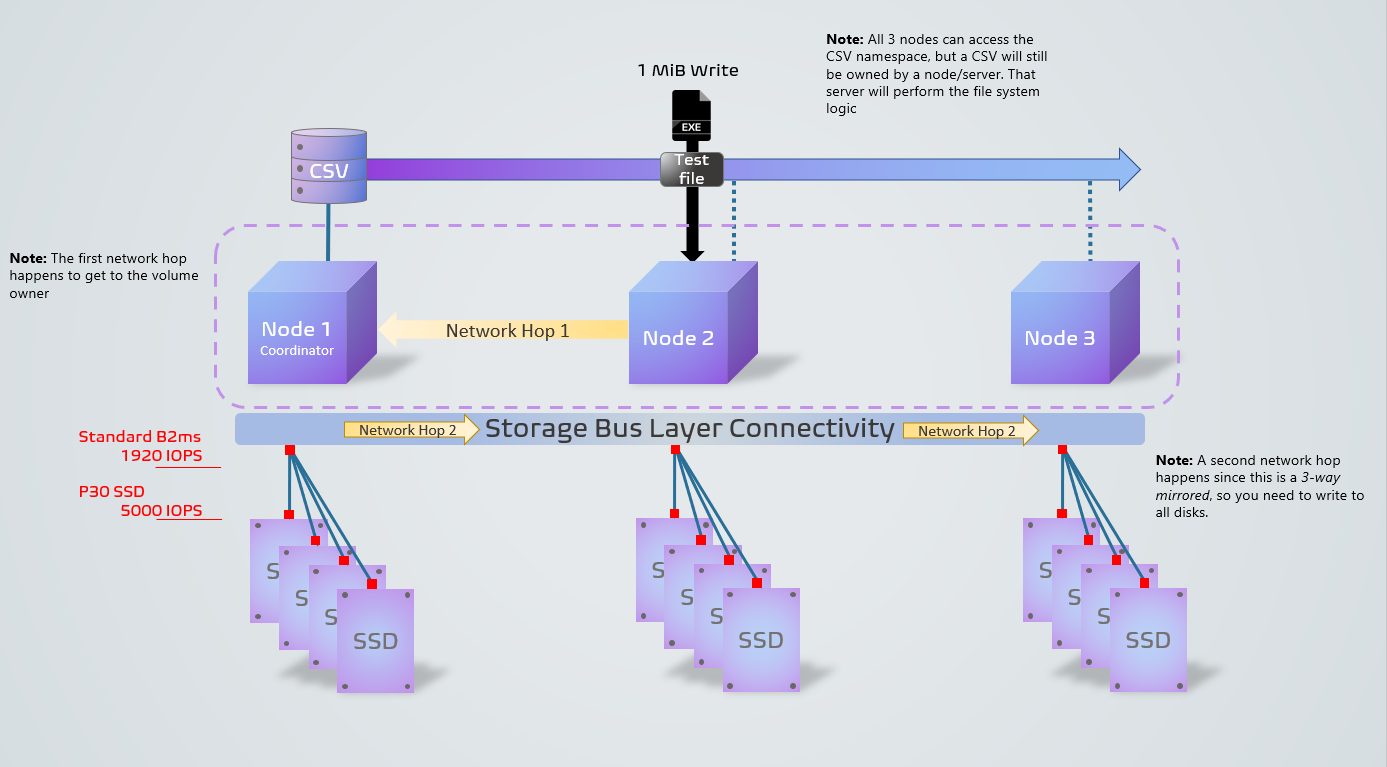 Note: All 3 nodes can access the
CSV namespace, but a CSV will still
be owned by a node/server. That
server will perform the file system
logic
1 MiB Write
EXE
CSV
Test
file
Note: The first network hop
happens to get to the volume
owner
Node 1
Coordinator
Network Hop 1
Node 2
Node 3
Network Hop 2
Storage Bus Layer Connectivity
Network Hop 2
Standard B2ms
1920 IOPS
P30 SSD
5000 IOPS
Note: A second network hop
happens since this is a 3-way
mirrored, so you need to write to
all disks.
S
S
S
SSD
S
S
S
SSD
S
S
S
SSD